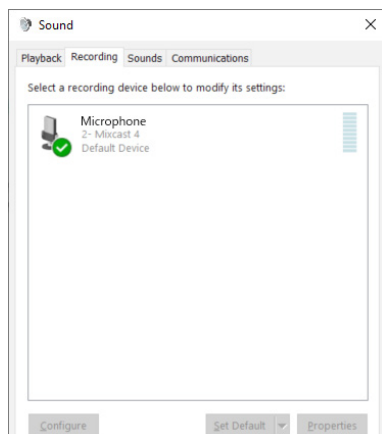 Sound
Playback Recording Sounds Communications
Select a recording device below to modify its settings:
Microphone
2- Mixcast 4
Default Device
Configure Set Default Properties